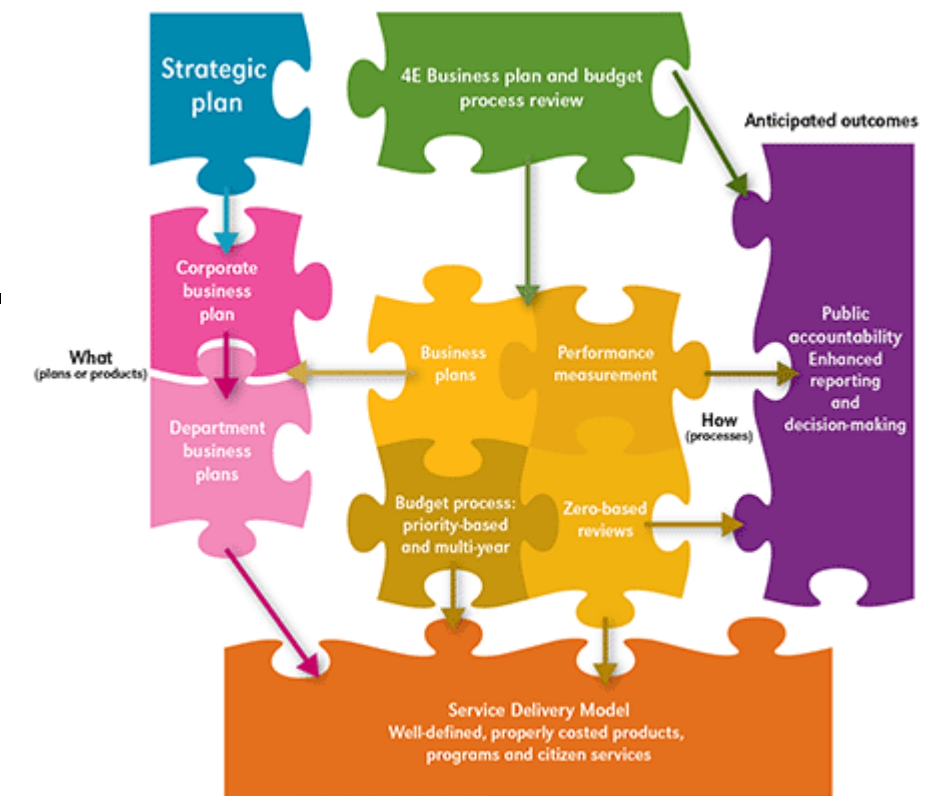 Strategic
plan
4E Business plan and budget
process review
Anticipated outcomes
Corporate
business
plan
What
(plans or products)
Department
business
plans
Business
plans
Performance
measurement
How
(processes)
Budget process:
priority-based
and multi-year
Zero-based
reviews
Public
accountability
Enhanced
reporting
and
decision-making
Service Delivery Model
Well-defined, properly costed products,
programs and citizen services